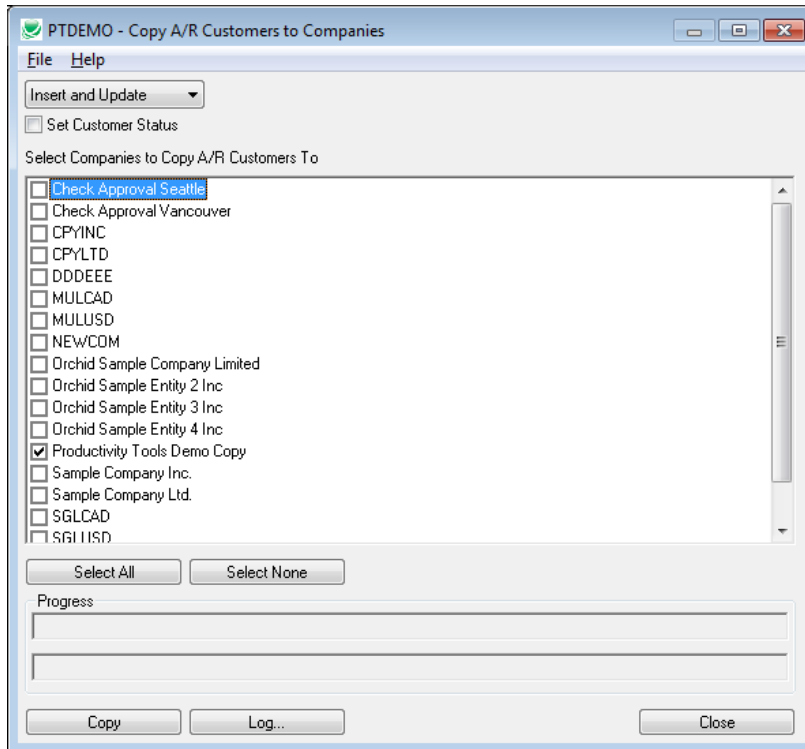 PTDEMO - Copy A/R Customers to Companies
File Help
Insert and Update
Set Customer Status
Select Companies to Copy A/R Customers To
Check Approval Seattle
Check Approval Vancouver
CPYINC
CPYLTD
DDDEEE
MULCAD
MULUSD
NEWCOM
Orchid Sample Company Limited
Orchid Sample Entity 2 Inc
Orchid Sample Entity 3 Inc
Orchid Sample Entity 4 Inc
Productivity Tools Demo Copy
Sample Company Inc.
Sample Company Ltd.
SGLCAD
SGLUSD
Select All Select None
Progress
Copy Log... Close